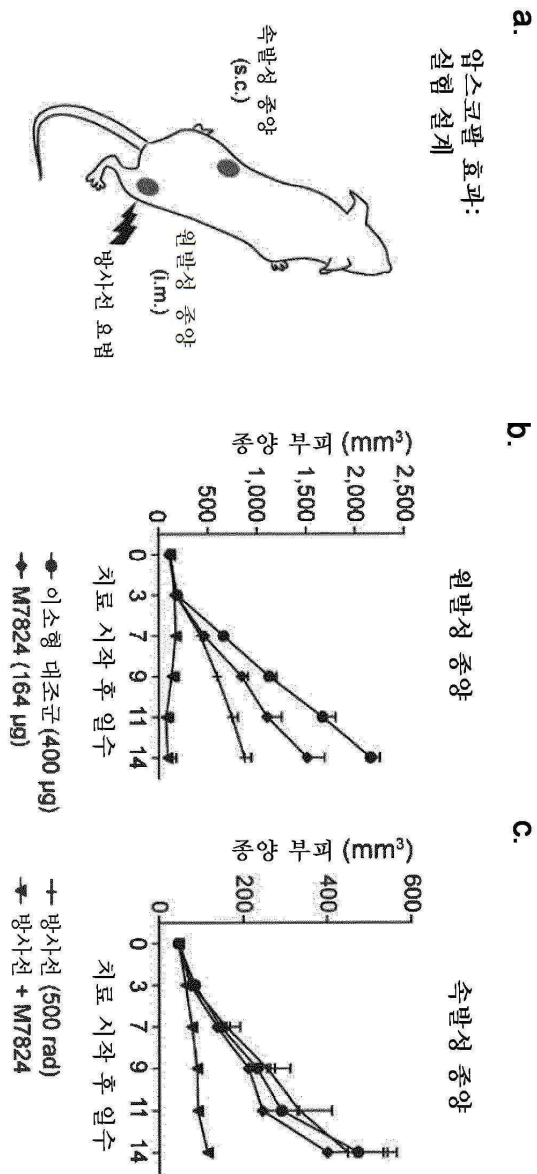 a.
압스코팔 효과:
실험 설계
속발성 종양
(s.c.)
원발성 종양
(i.m.)
방사선 요법
b.
원발성 종양
종양 부피 (mm³)
2,500
2,000
1,500
1,000
500
0
0 3 7 9 11 14
치료 시작 후 일수
이소형 대조군 (400 μg)
M7824 (164 μg)
c.
속발성 종양
종양 부피 (mm³)
600
400
200
0 3 7 9 11 14
치료 시작 후 일수
방사선 (500 rad)
방사선 + M7824